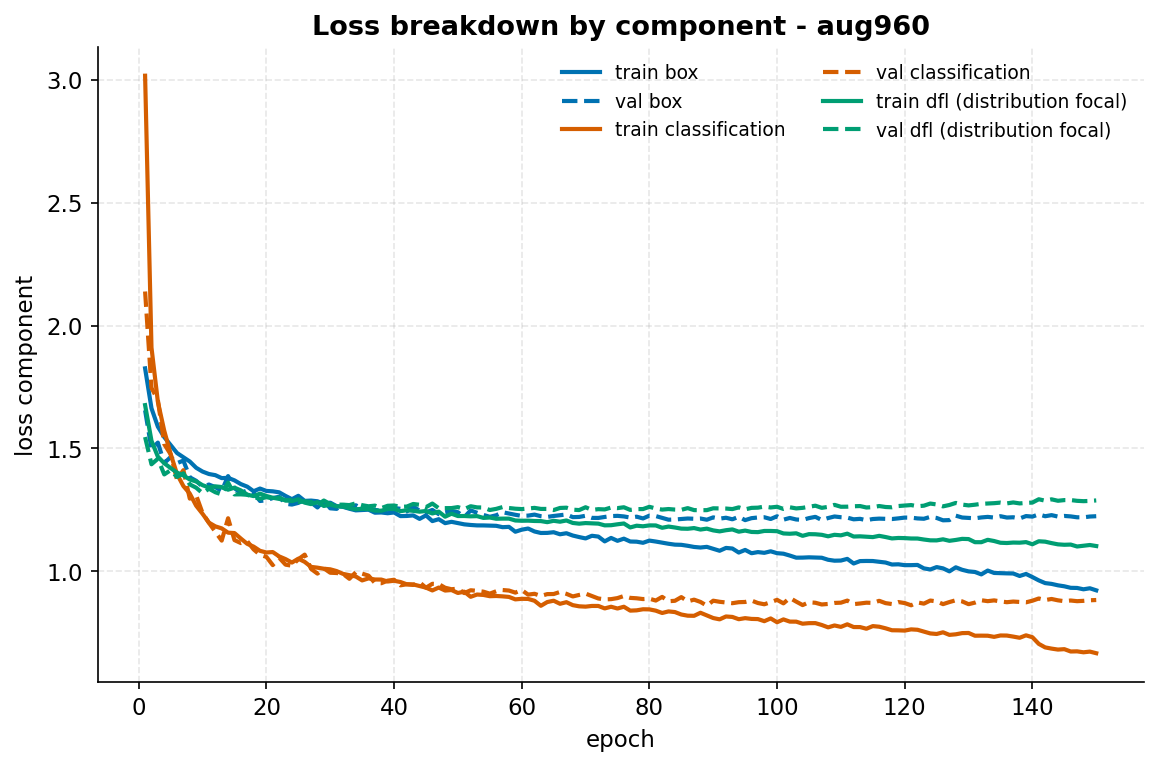 Loss breakdown by component - aug960
train box
val box
train classification
val classification
train dfl (distribution focal)
val dfl (distribution focal)
loss component
3.0
2.5
2.0
1.5
1.0
0 20 40 60 80 100 120 140
epoch